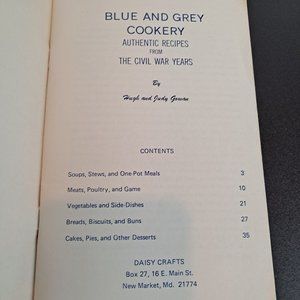 BLUE AND GREY
COOKERY
AUTHENTIC RECIPES
FROM
THE CIVIL WAR YEARS
By
Hugh and Judy Gowan
CONTENTS
Soups, Stews, and One-Pot Meals 3
Meats, Poultry, and Game 10
Vegetables and Side-Dishes 21
Breads, Biscuits, and Buns 27
Cakes, Pies, and Other Desserts 35
DAISY CRAFTS
Box 27, 16 E. Main St.
New Market, Md. 21774